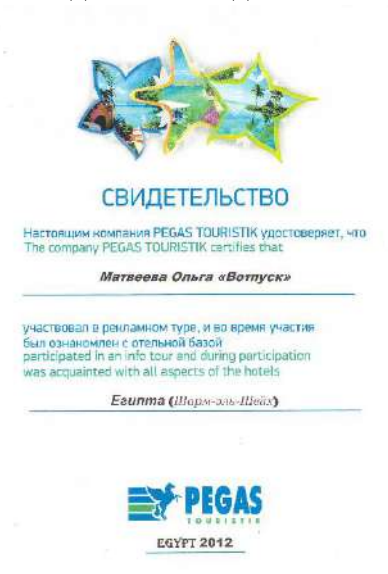 СВИДЕТЕЛЬСТВО
Настоящим компания PEGAS TOURISTIK удостоверяет, что
The company PEGAS TOURISTIK certifies that
Матвеева Ольга «Вотпуск»
участвовал в рекламном туре, и во время участия
был ознакомлен с отельной базой
participated in an info tour and during participation
was acquainted with all aspects of the hotels
Египта (Шарм-эль-Шейх)
PEGAS
TOURISTIK
EGYPT 2012